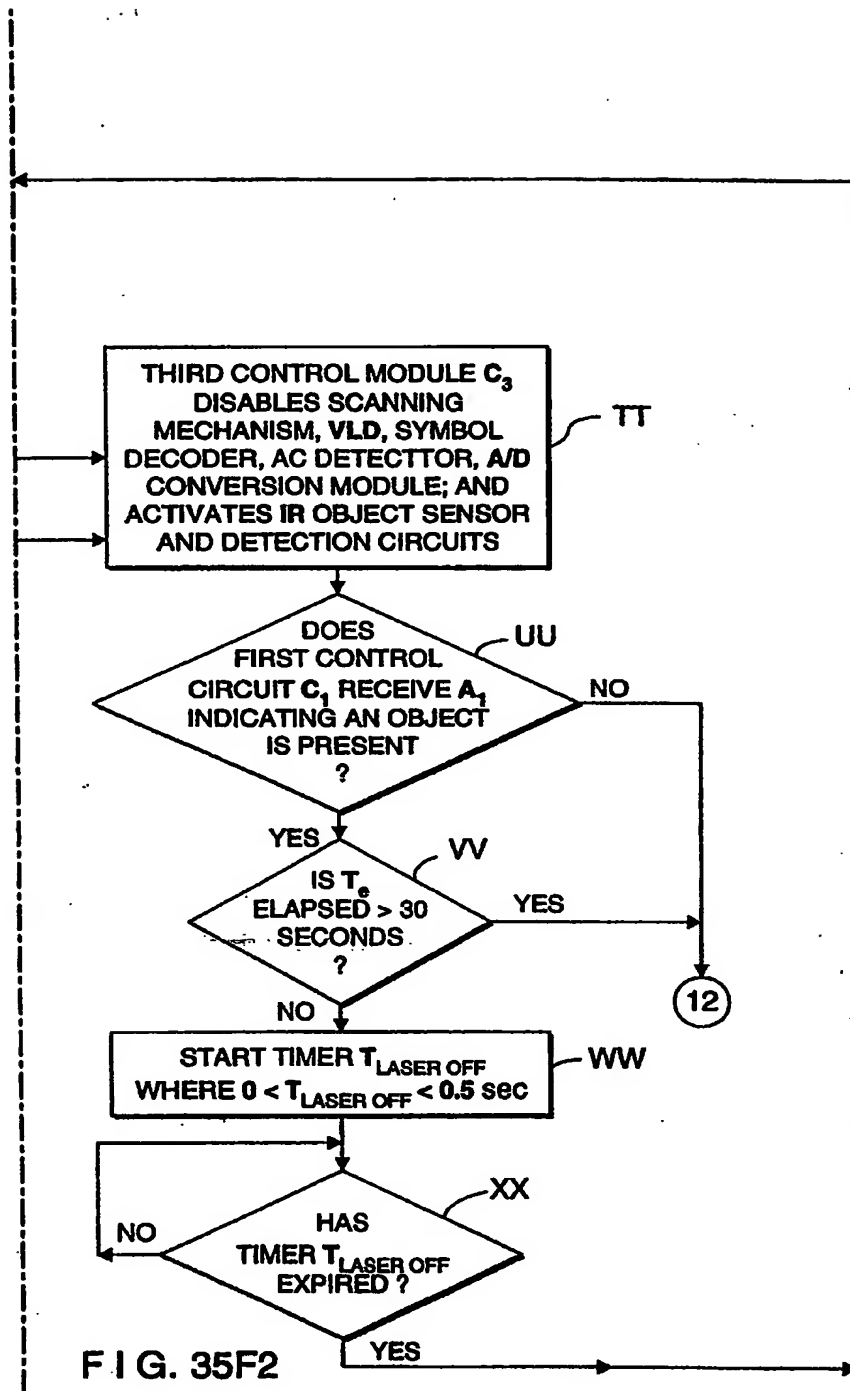 THIRD CONTROL MODULE C3
DISABLES SCANNING
MECHANISM, VLD, SYMBOL
DECODER, AC DETECTTOR, A/D
CONVERSION MODULE; AND
ACTIVATES IR OBJECT SENSOR
AND DETECTION CIRCUITS
TT
DOES
FIRST CONTROL
CIRCUIT C1 RECEIVE A1
INDICATING AN OBJECT
IS PRESENT
?
UU
NO
YES
IS Te
ELAPSED > 30
SECONDS
?
VV
YES
12
NO
START TIMER TLASER OFF
WHERE 0 < TLASER OFF < 0.5 sec
WW
HAS
TIMER TLASER OFF
EXPIRED ?
XX
NO
YES
FIG. 35F2